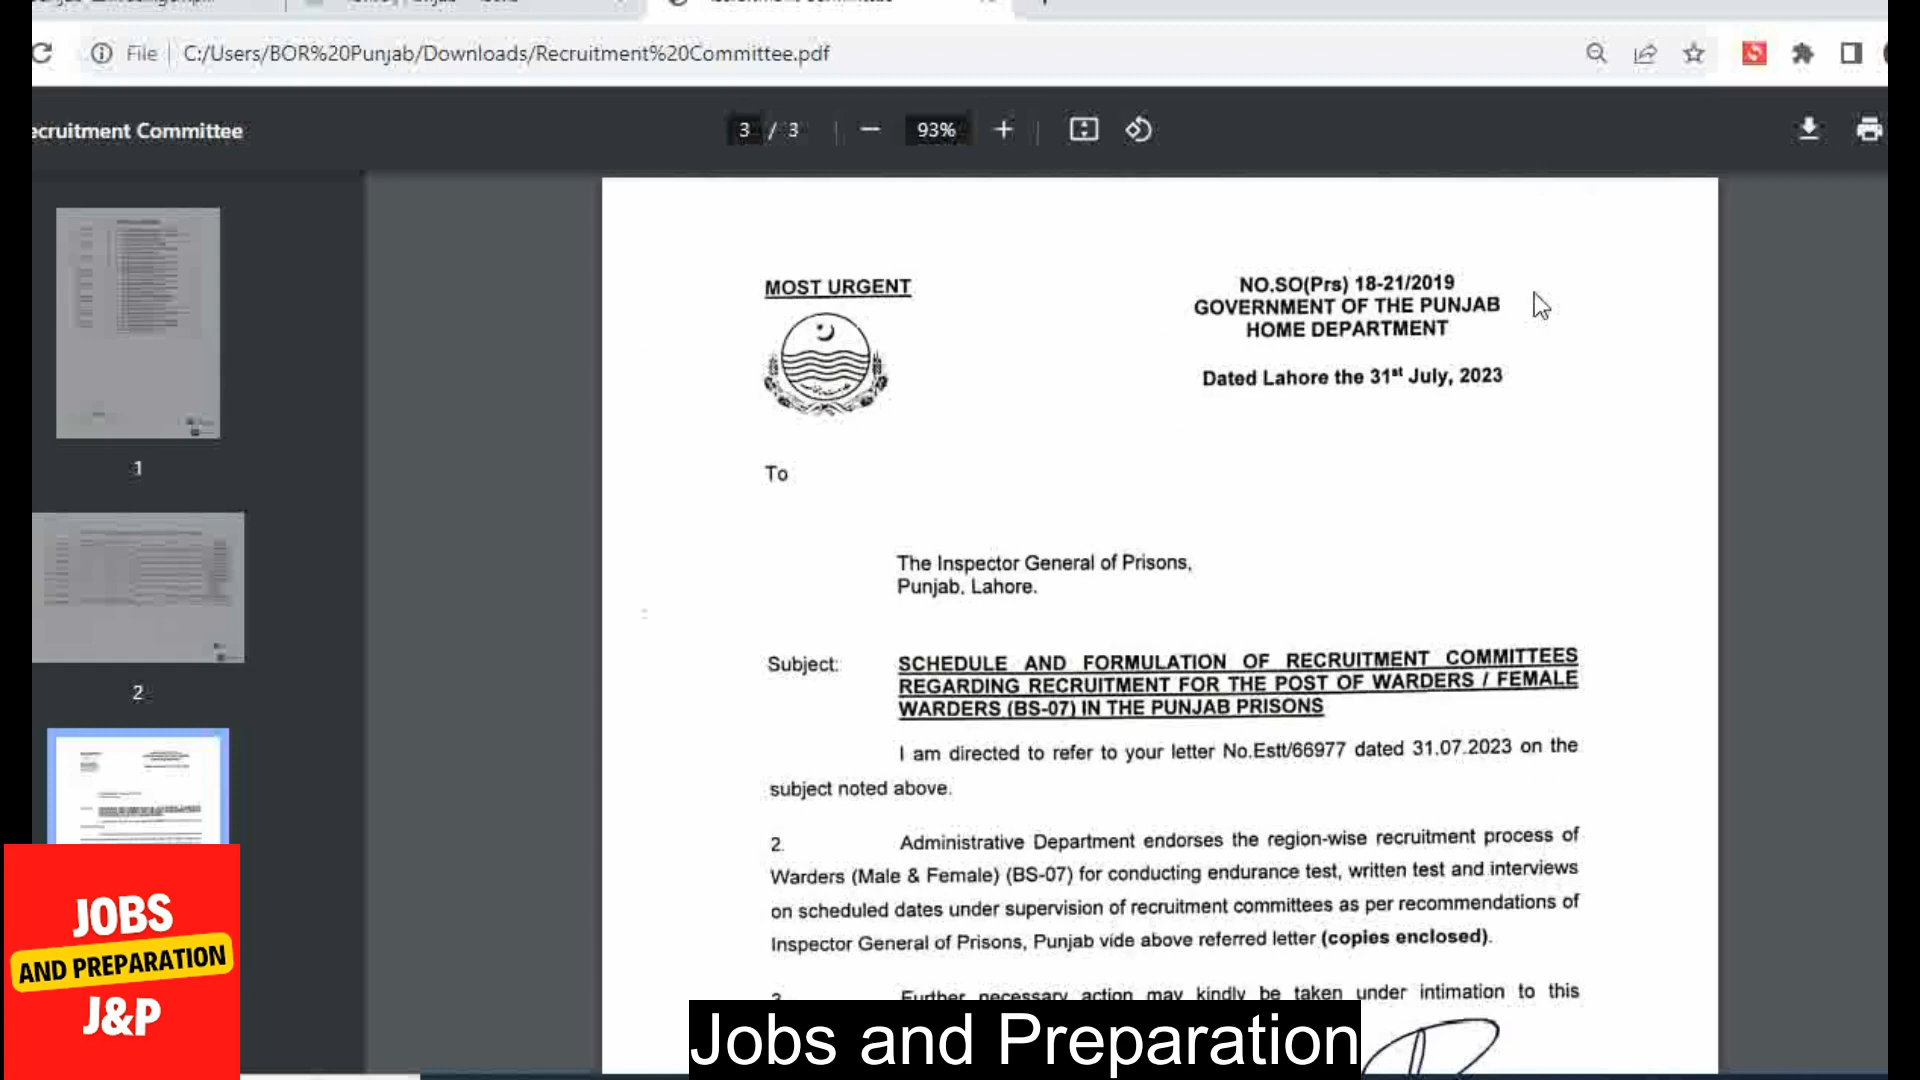 File
C:/Users/BOR%20Punjab/Downloads/Recruitment%20Committee.pdf
ecruitment Committee
3 / 3
93%
MOST URGENT
NO.SO(Prs) 18-21/2019
GOVERNMENT OF THE PUNJAB
HOME DEPARTMENT
Dated Lahore the 31st July, 2023
To
The Inspector General of Prisons,
Punjab, Lahore.
Subject:
SCHEDULE AND FORMULATION OF RECRUITMENT COMMITTEES
REGARDING RECRUITMENT FOR THE POST OF WARDERS / FEMALE
WARDERS (BS-07) IN THE PUNJAB PRISONS
I am directed to refer to your letter No.Estt/66977 dated 31.07.2023 on the
subject noted above.
2. Administrative Department endorses the region-wise recruitment process of
Warders (Male & Female) (BS-07) for conducting endurance test, written test and interviews
on scheduled dates under supervision of recruitment committees as per recommendations of
Inspector General of Prisons, Punjab vide above referred letter (copies enclosed).
3. Further necessary action may kindly be taken under intimation to this
1
2
JOBS
AND PREPARATION
J&P
Jobs and Preparation